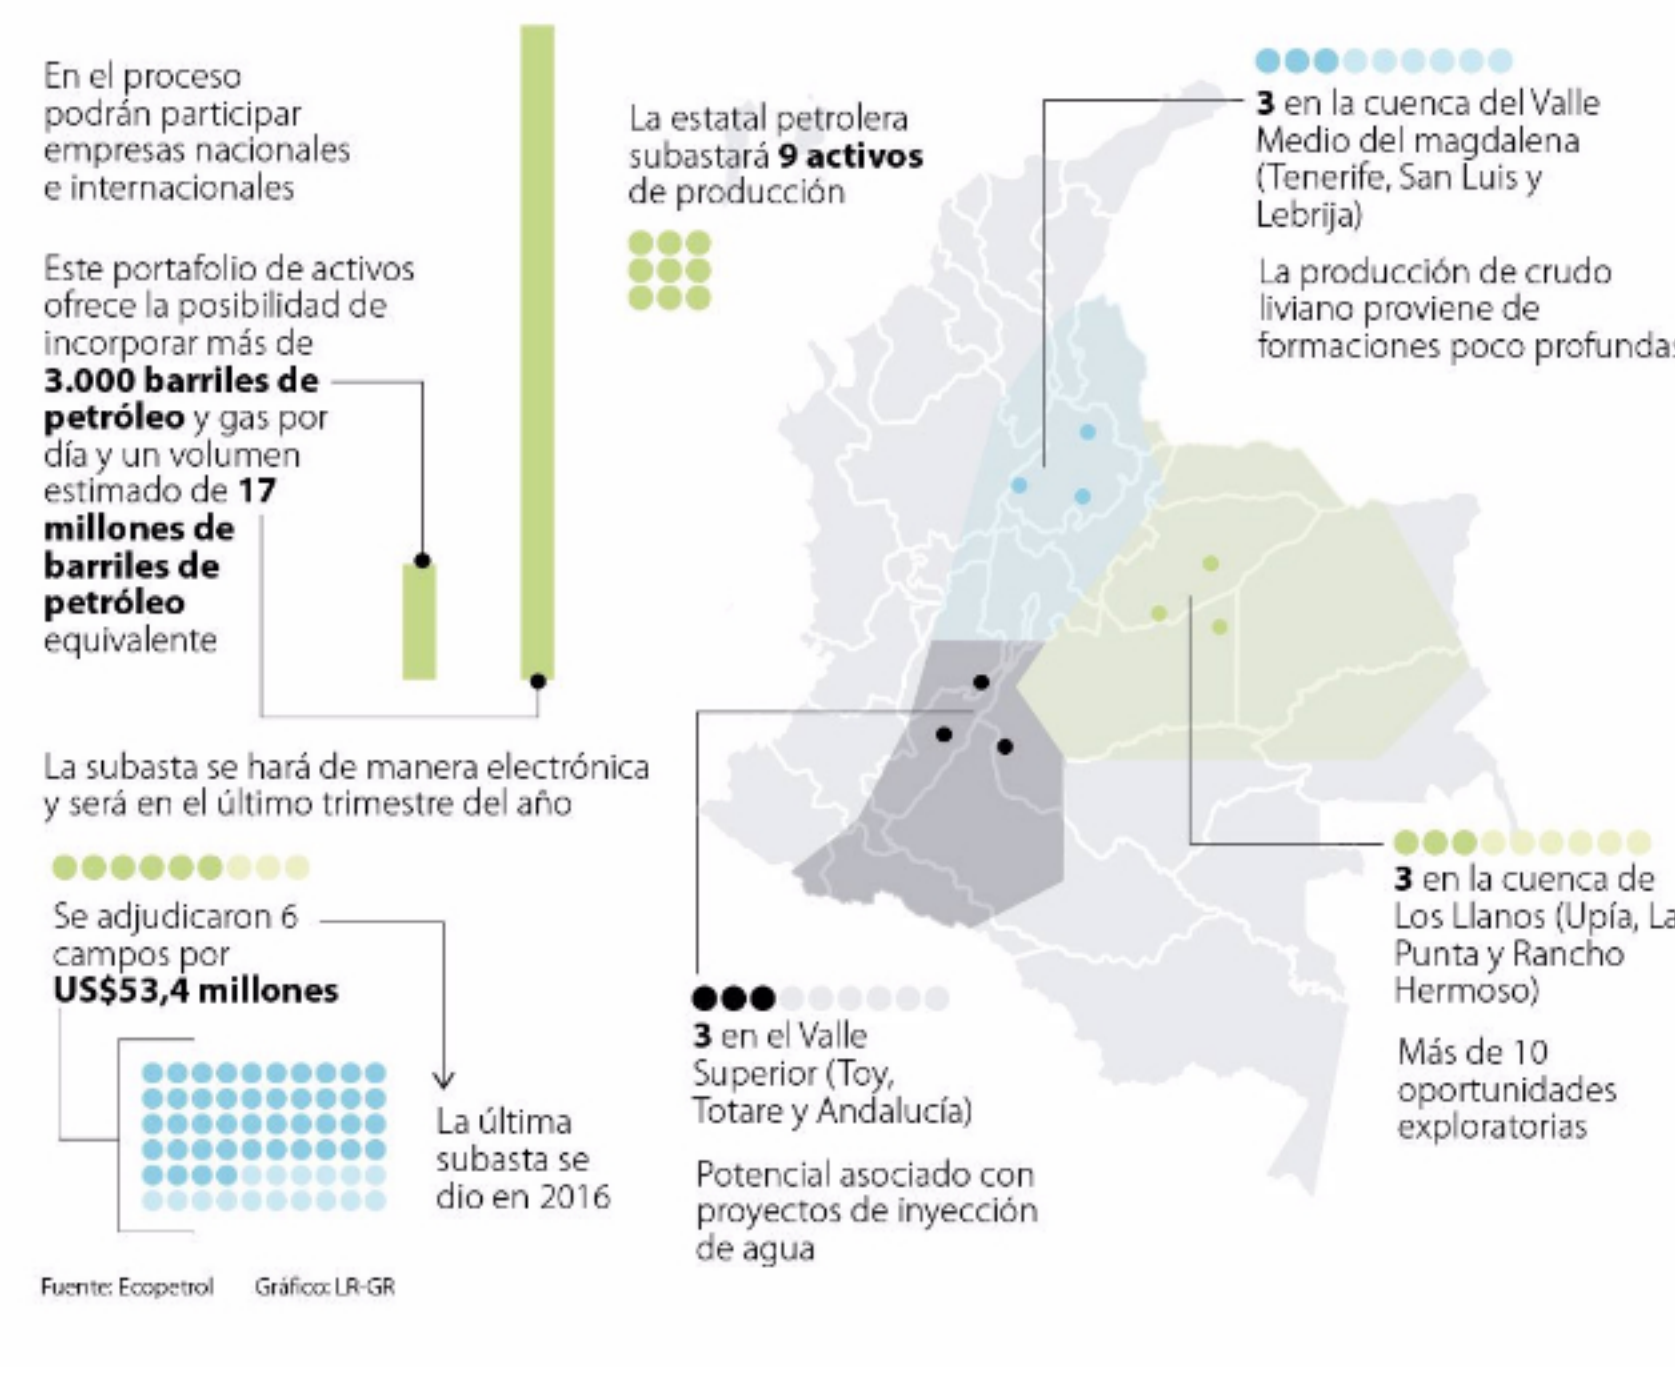 En el proceso
podrán participar
empresas nacionales
e internacionales
Este portafolio de activos
ofrece la posibilidad de
incorporar más de
3.000 barriles de
petróleo y gas por
día y un volumen
estimado de 17
millones de
barriles de
petróleo
equivalente
La subasta se hará de manera electrónica
y será en el último trimestre del año
Se adjudicaron 6
campos por
US$53,4 millones
La última
subasta se
dio en 2016
La estatal petrolera
subastará 9 activos
de producción
3 en la cuenca del Valle
Medio del magdalena
(Tenerife, San Luis y
Lebrija)
La producción de crudo
liviano proviene de
formaciones poco profundas
3 en el Valle
Superior (Toy,
Totare y Andalucía)
Potencial asociado con
proyectos de inyección
de agua
3 en la cuenca de
Los Llanos (Upía, La
Punta y Rancho
Hermoso)
Más de 10
oportunidades
exploratorias
Fuente: Ecopetrol Gráfico: LR-GR